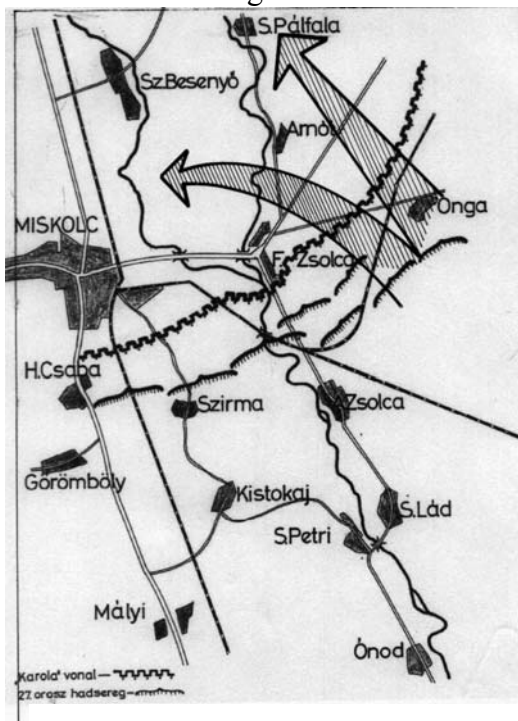 S.Pálfala
Sz.Besenyő
Arnót
Onga
MISKOLC
F. Zsolca
H.Csaba
Szirma
A.Zsolca
Görömböly
Kistokaj
S.Lád
S.Petri
Mályi
Ónod
„Karola” vonal
27. orosz hadsereg